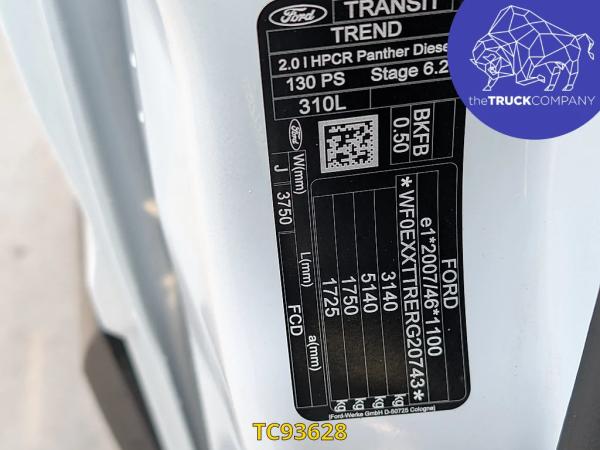 Ford
TRANSIT
TREND
2.0 l HPCR Panther Diese
130 PS Stage 6.2
310L
Ford
BKFB
0.50
W(mm)
J 3750
L(mm)
a(mm)
FCD
FORD
e1*2007/46*1100
*WF0EXXTTRERG20743*
3140 kg
5140 kg
1750 kg
1725 kg
(Ford-Werke GmbH D-50725 Cologne)
theTRUCKCOMPANY
TC93628